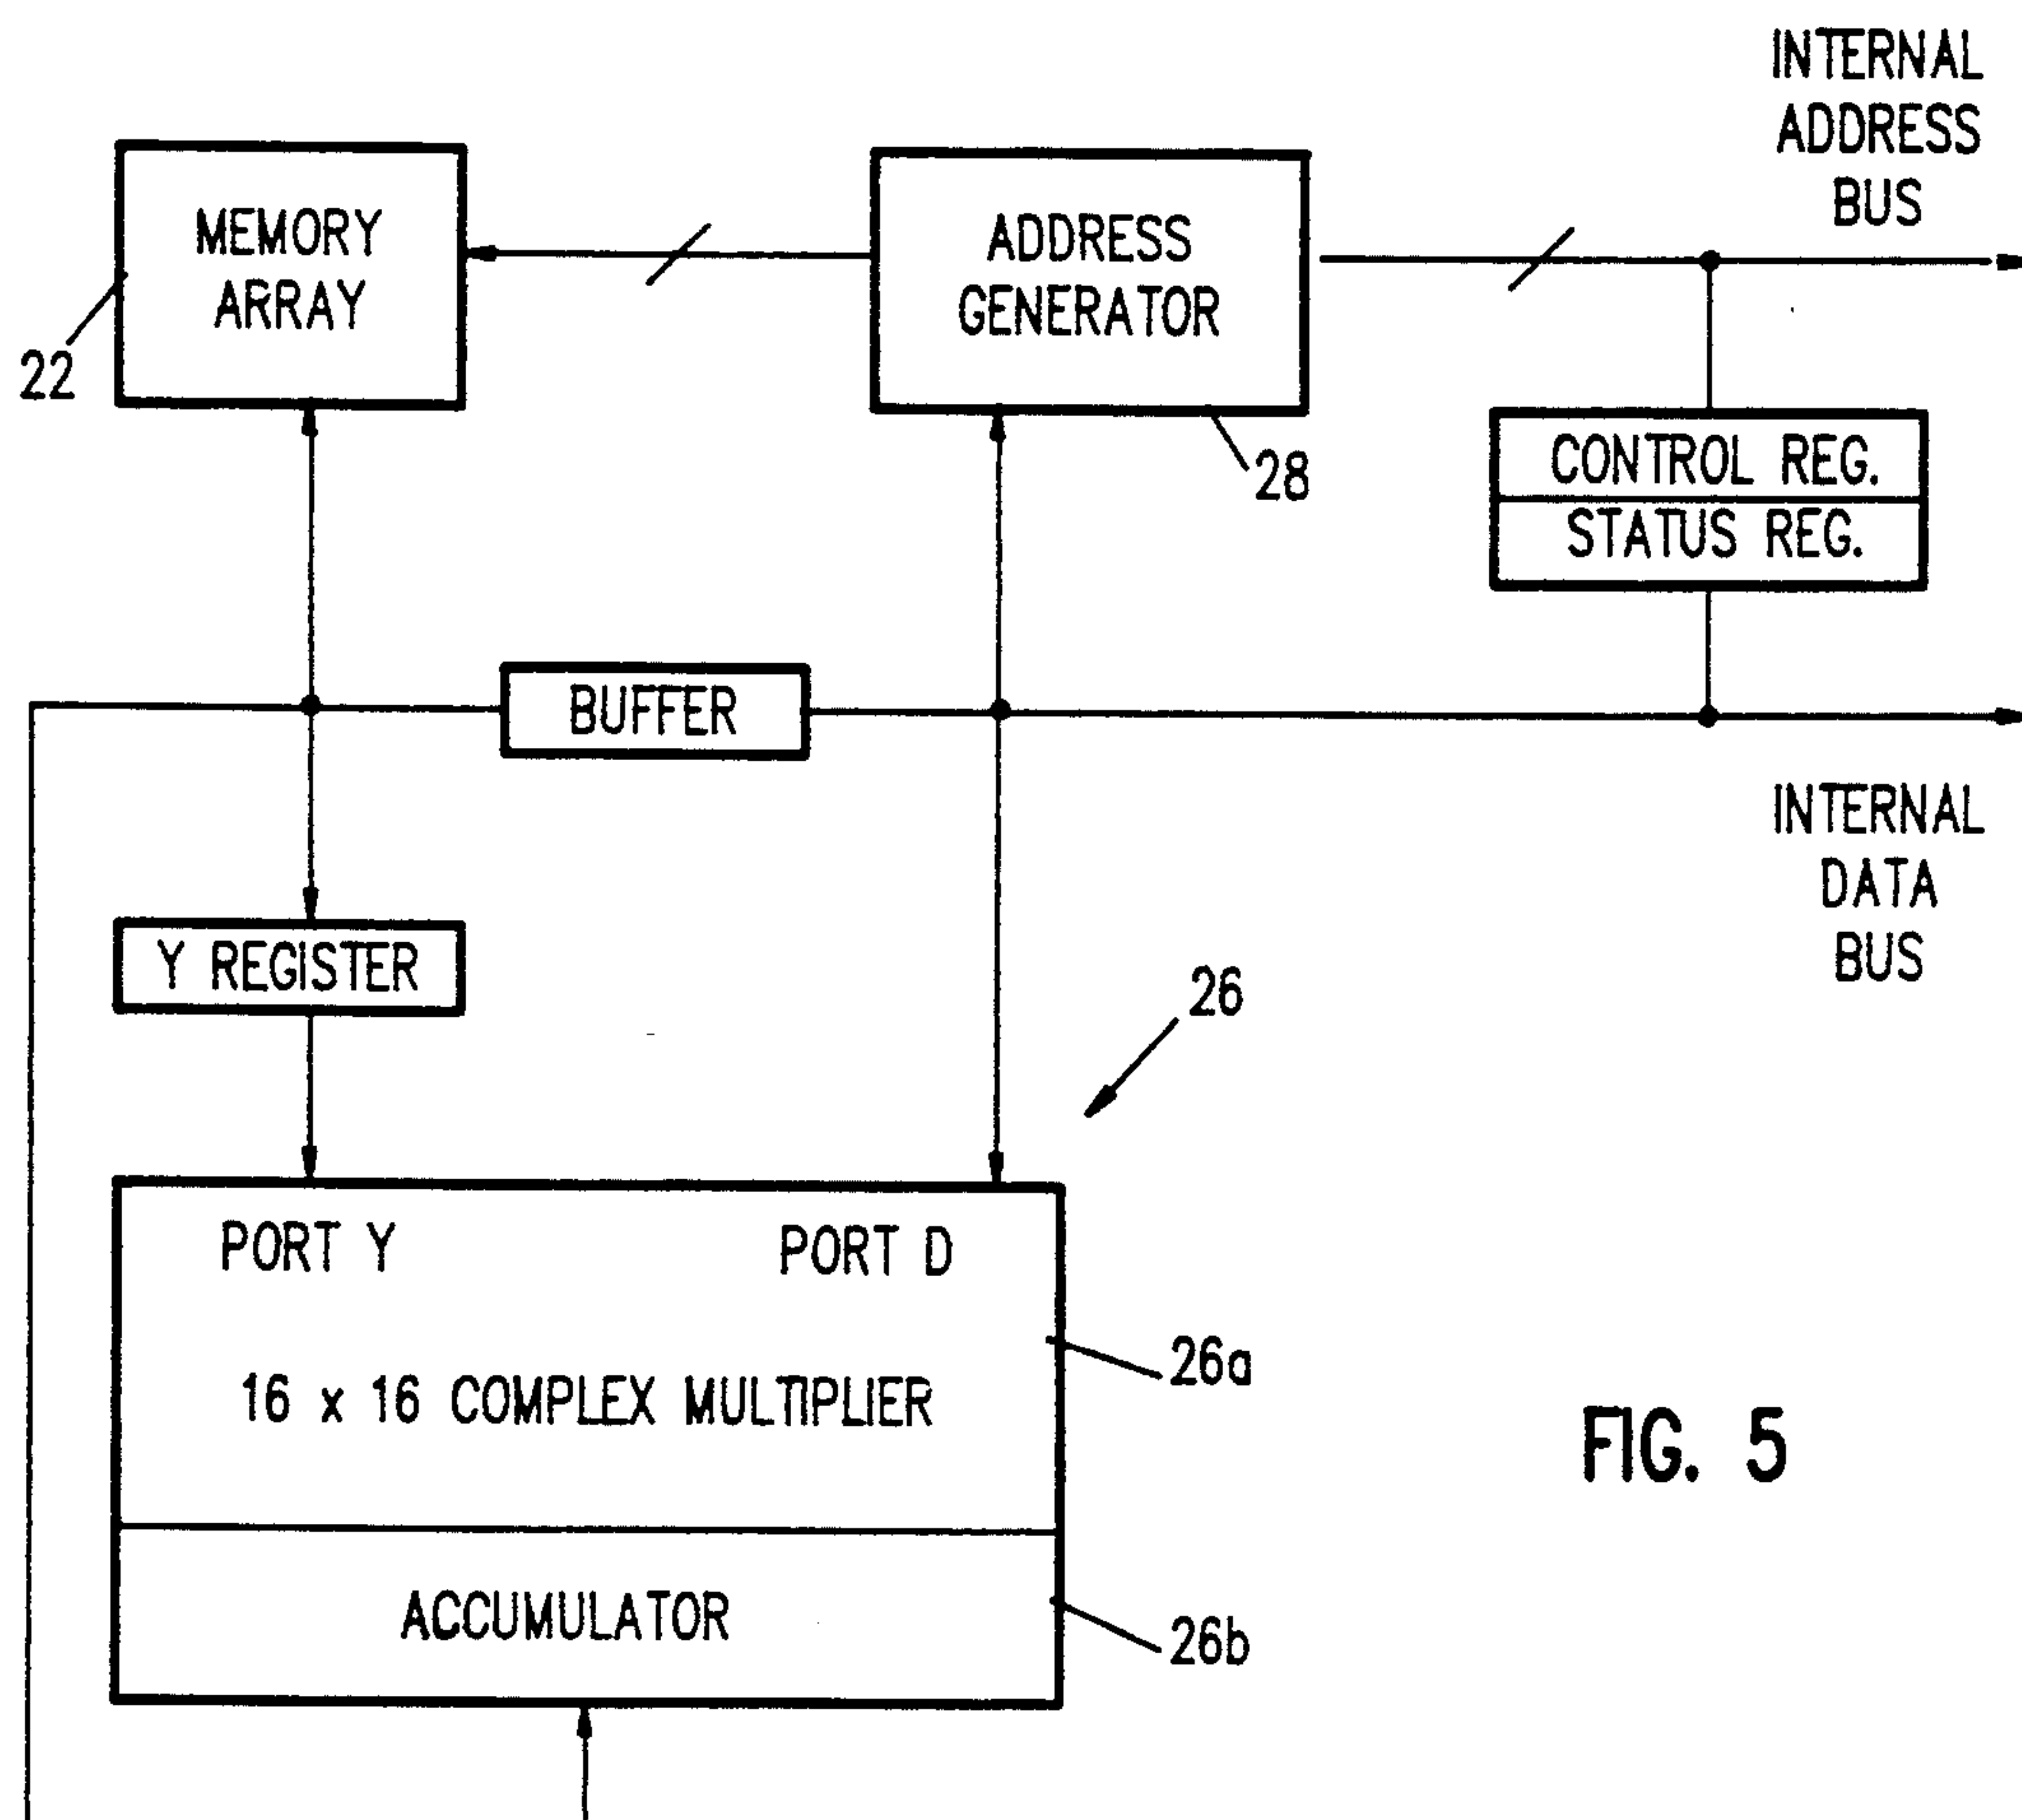 INTERNAL
ADDRESS
BUS
MEMORY
ARRAY
ADDRESS
GENERATOR
22
28
CONTROL REG.
STATUS REG.
BUFFER
INTERNAL
DATA
BUS
Y REGISTER
26
PORT Y
PORT D
26a
16 x 16 COMPLEX MULTIPLIER
FIG. 5
ACCUMULATOR
26b